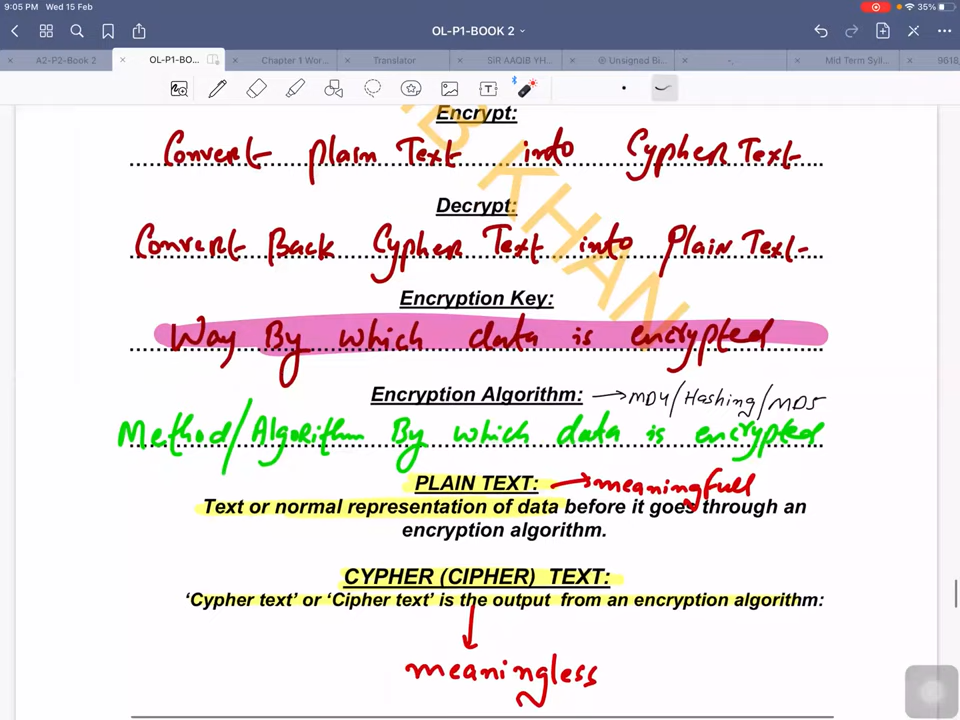 9:05 PM Wed 15 Feb 35%
OL-P1-BOOK 2
A2-P2-Book 2 OL-P1-BO... Chapter 1 Wor... Translator SIR AAQIB YH... Unsigned Bi... -. Mid Term Syll... 9618
Encrypt:
Convert plain Text into Cypher Text
Decrypt:
Convert Back Cypher Text into Plain Text
Encryption Key:
Way By which data is encrypted
Encryption Algorithm: → MD4/Hashing/MD5
Method/Algorithm By which data is encrypted
PLAIN TEXT: → meaningfull
Text or normal representation of data before it goes through an
encryption algorithm.
CYPHER (CIPHER) TEXT:
‘Cypher text’ or ‘Cipher text’ is the output from an encryption algorithm:
meaningless
KHAN